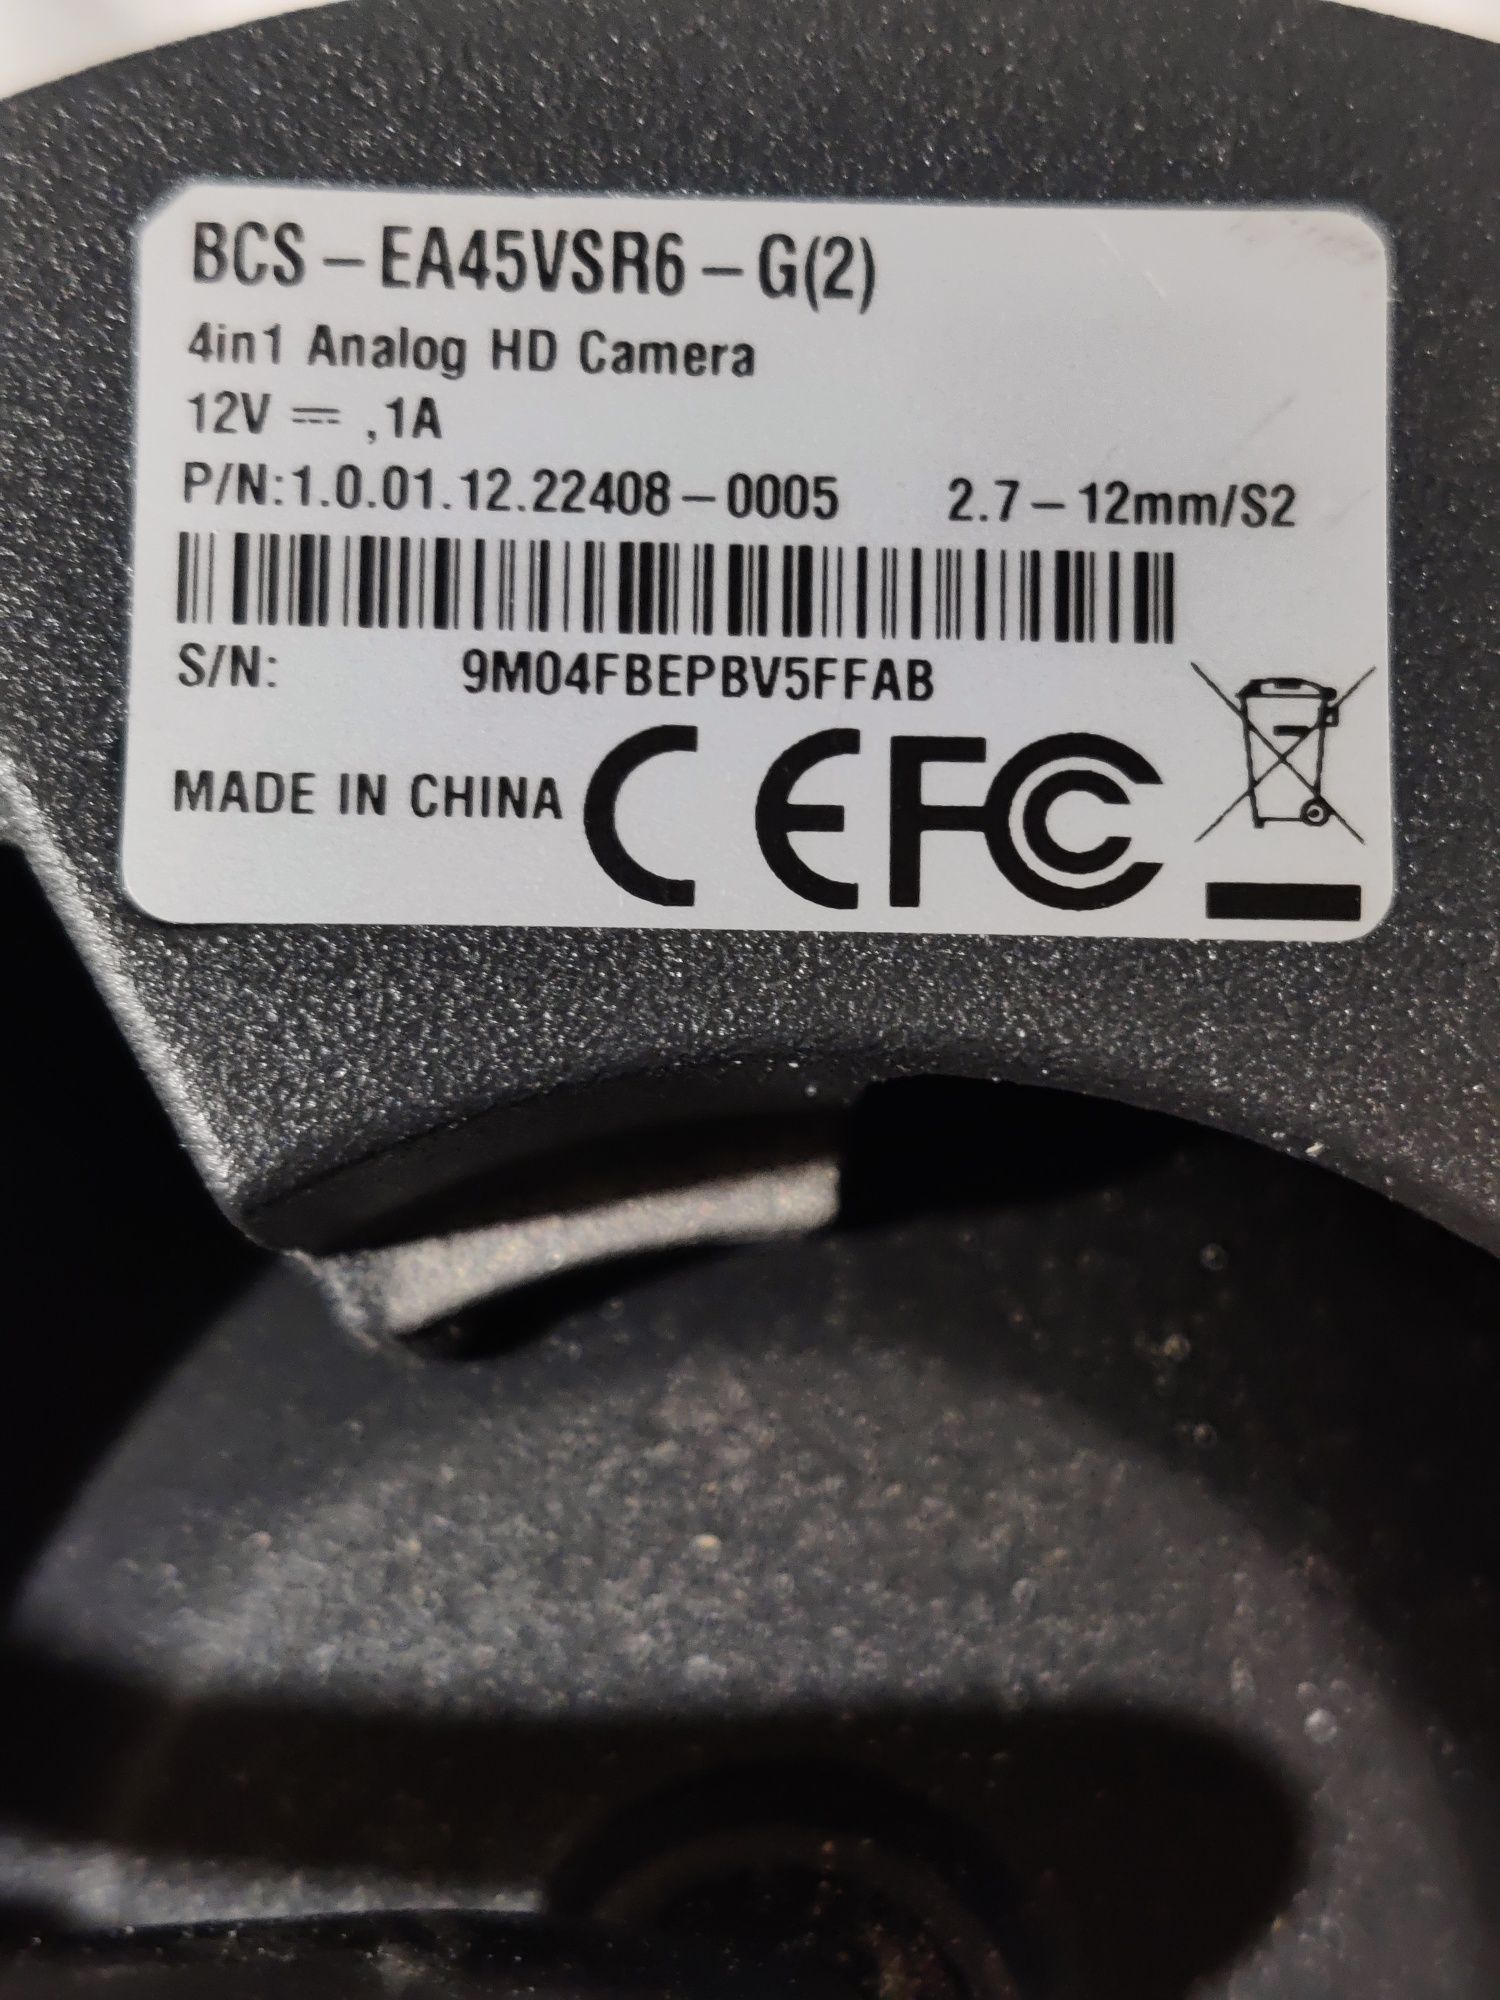 BCS-EA45VSR6-G(2)
4in1 Analog HD Camera
12V ⎓ ,1A
P/N:1.0.01.12.22408-0005 2.7-12mm/S2
S/N: 9M04FBEPBV5FFAB
MADE IN CHINA CE FC